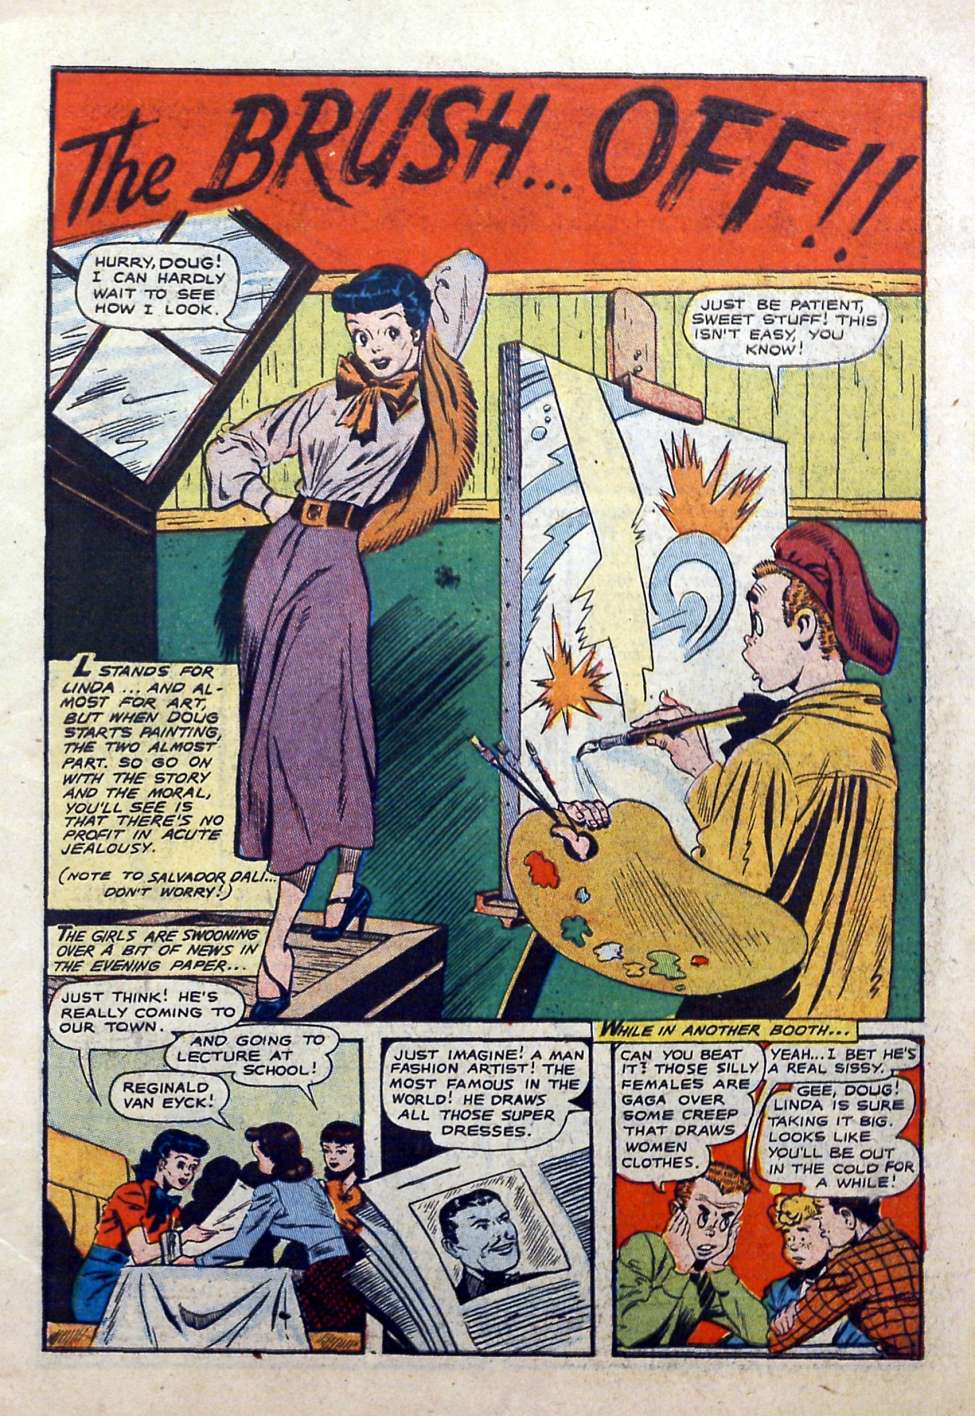 The BRUSH... OFF!!
HURRY, DOUG!
I CAN HARDLY
WAIT TO SEE
HOW I LOOK.
JUST BE PATIENT,
SWEET STUFF! THIS
ISN'T EASY, YOU
KNOW!
L STANDS FOR
LINDA ... AND AL-
MOST FOR ART,
BUT WHEN DOUG
STARTS PAINTING,
THE TWO ALMOST
PART. SO GO ON
WITH THE STORY
AND THE MORAL,
YOU'LL SEE IS
THAT THERE'S NO
PROFIT IN ACUTE
JEALOUSY.
(NOTE TO SALVADOR DALI...
DON'T WORRY!)
THE GIRLS ARE SWOONING
OVER A BIT OF NEWS IN
THE EVENING PAPER...
JUST THINK! HE'S
REALLY COMING TO
OUR TOWN.
AND GOING TO
LECTURE AT
SCHOOL!
REGINALD
VAN EYCK!
JUST IMAGINE! A MAN
FASHION ARTIST! THE
MOST FAMOUS IN THE
WORLD! HE DRAWS
ALL THOSE SUPER
DRESSES.
WHILE IN ANOTHER BOOTH...
CAN YOU BEAT
IT? THOSE SILLY
FEMALES ARE
GAGA OVER
SOME CREEP
THAT DRAWS
WOMEN
CLOTHES.
YEAH...I BET HE'S
A REAL SISSY.
GEE, DOUG!
LINDA IS SURE
TAKING IT BIG.
LOOKS LIKE
YOU'LL BE OUT
IN THE COLD FOR
A WHILE!